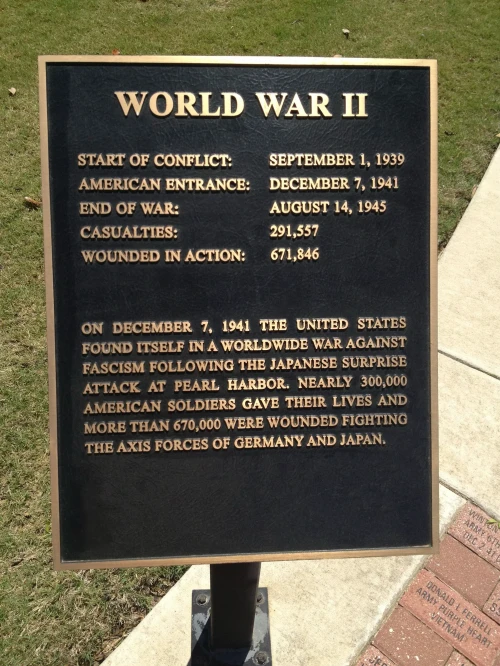 WORLD WAR II
START OF CONFLICT: SEPTEMBER 1, 1939
AMERICAN ENTRANCE: DECEMBER 7, 1941
END OF WAR: AUGUST 14, 1945
CASUALTIES: 291,557
WOUNDED IN ACTION: 671,846
ON DECEMBER 7, 1941 THE UNITED STATES
FOUND ITSELF IN A WORLDWIDE WAR AGAINST
FASCISM FOLLOWING THE JAPANESE SURPRISE
ATTACK AT PEARL HARBOR. NEARLY 300,000
AMERICAN SOLDIERS GAVE THEIR LIVES AND
MORE THAN 670,000 WERE WOUNDED FIGHTING
THE AXIS FORCES OF GERMANY AND JAPAN.
ARMY
DONALD L FERRELL
ARMY PURPLE HEART
VIETNAM